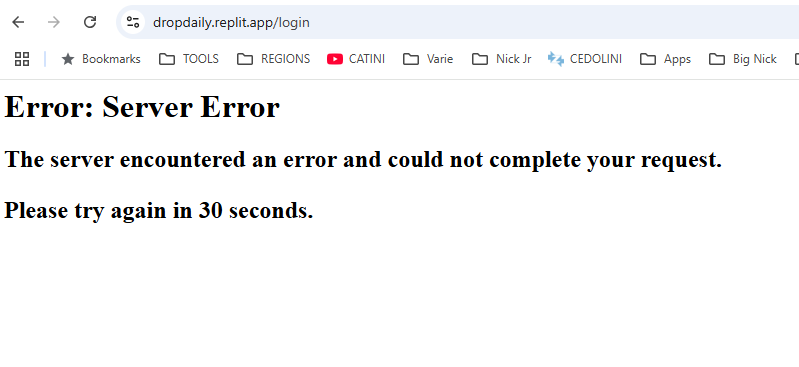 dropdaily.replit.app/login
Bookmarks TOOLS REGIONS CATINI Varie Nick Jr CEDOLINI Apps Big Nick
Error: Server Error
The server encountered an error and could not complete your request.
Please try again in 30 seconds.